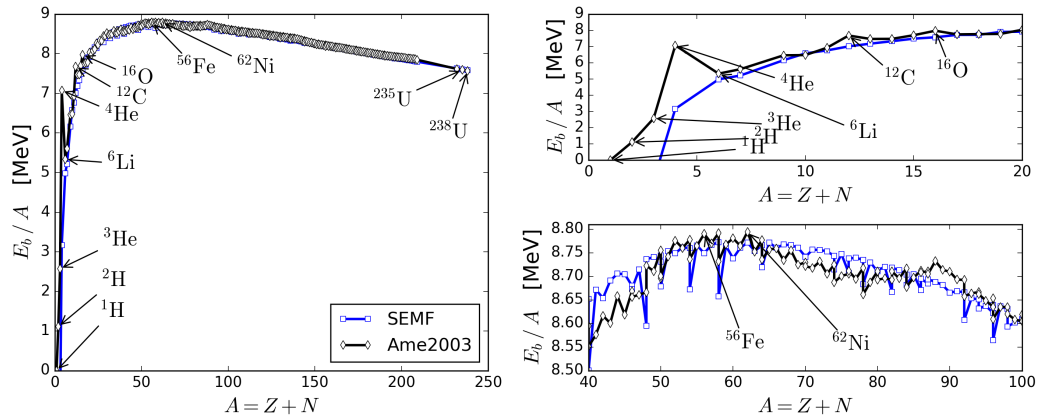 9
8
7
6
5
4
3
2
1
0
E_b / A [MeV]
⁵⁶Fe
⁶²Ni
¹⁶O
¹²C
⁴He
⁶Li
³He
²H
¹H
²³⁵U
²³⁸U
SEMF
Ame2003
0 50 100 150 200 250
A = Z + N
9
8
7
6
5
4
3
2
1
0
E_b / A [MeV]
⁴He
¹²C
¹⁶O
³He
²H
¹H
⁶Li
0 5 10 15 20
A = Z + N
8.80
8.75
8.70
8.65
8.60
8.55
8.50
E_b / A [MeV]
⁵⁶Fe
⁶²Ni
40 50 60 70 80 90 100
A = Z + N